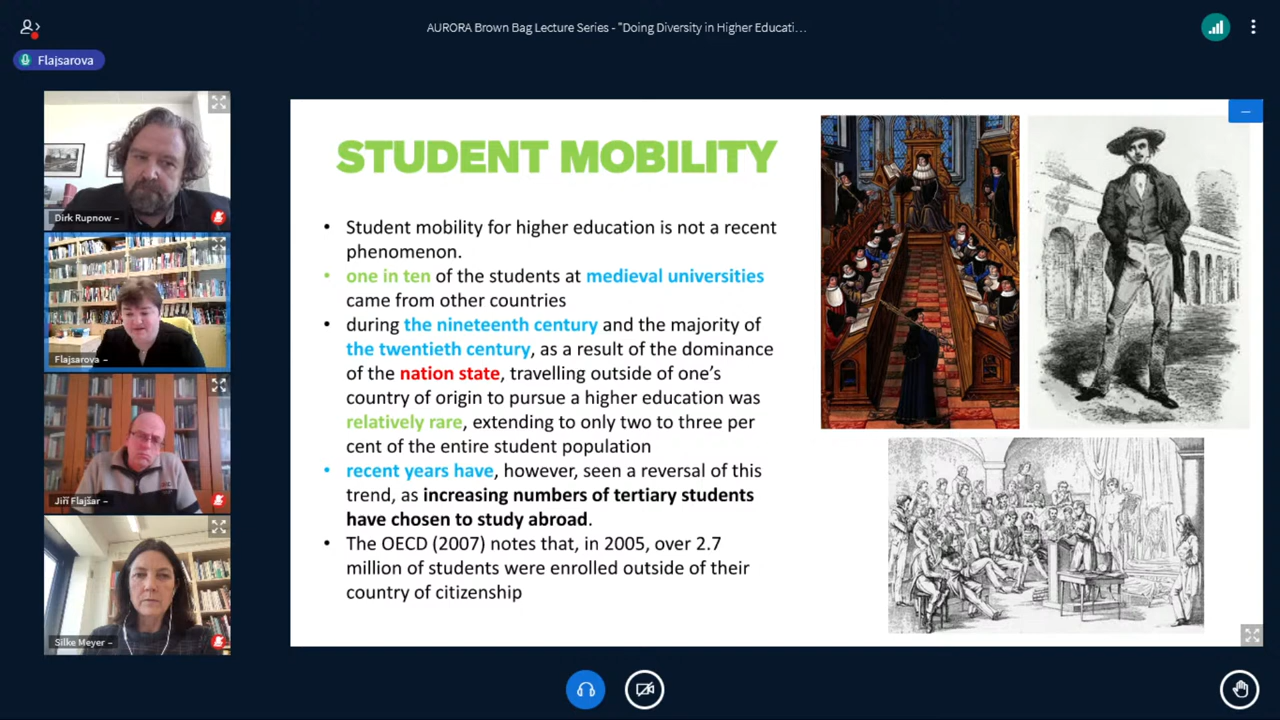 AURORA Brown Bag Lecture Series - "Doing Diversity in Higher Educati…
Flajsarova
Dirk Rupnow –
Flajsarova –
Jiří Flajšar –
Silke Meyer –
STUDENT MOBILITY
• Student mobility for higher education is not a recent
phenomenon.
• one in ten of the students at medieval universities
came from other countries
• during the nineteenth century and the majority of
the twentieth century, as a result of the dominance
of the nation state, travelling outside of one's
country of origin to pursue a higher education was
relatively rare, extending to only two to three per
cent of the entire student population
• recent years have, however, seen a reversal of this
trend, as increasing numbers of tertiary students
have chosen to study abroad.
• The OECD (2007) notes that, in 2005, over 2.7
million of students were enrolled outside of their
country of citizenship